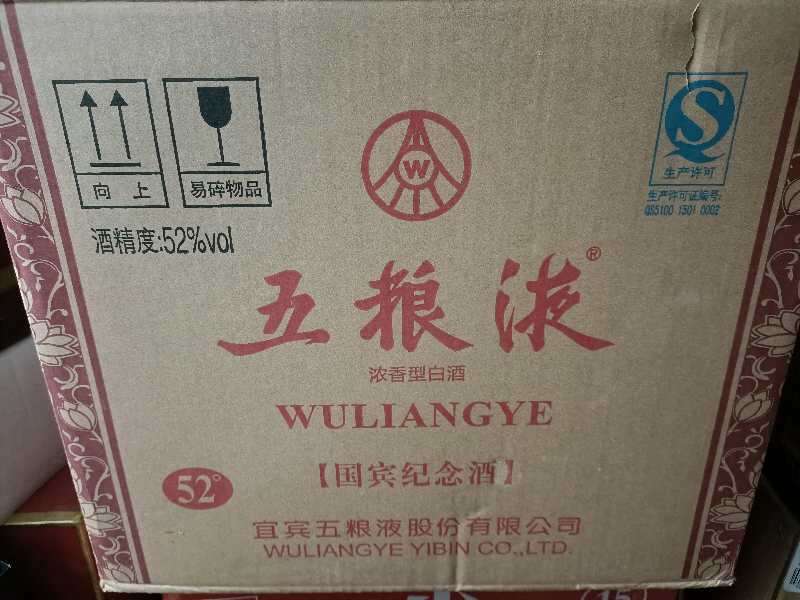 向 上
易碎物品
酒精度:52%vol
W
S
生产许可
生产许可证编号:
QS5100 1501 0002
五粮液®
浓香型白酒
WULIANGYE
【国宾纪念酒】
52°
宜宾五粮液股份有限公司
WULIANGYE YIBIN CO.,LTD.
15